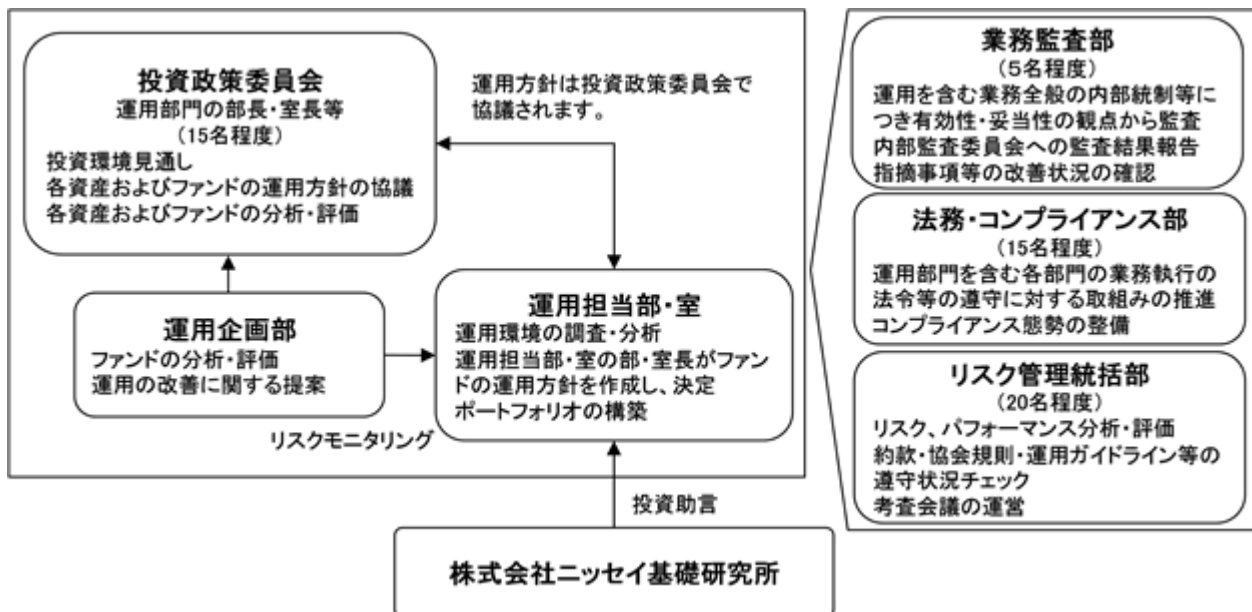 投資政策委員会
運用部門の部長・室長等
(15名程度)
投資環境見通し
各資産およびファンドの運用方針の協議
各資産およびファンドの分析・評価
運用方針は投資政策委員会で
協議されます。
運用企画部
ファンドの分析・評価
運用の改善に関する提案
リスクモニタリング
運用担当部・室
運用環境の調査・分析
運用担当部・室の部・室長がファン
ドの運用方針を作成し、決定
ポートフォリオの構築
投資助言
株式会社ニッセイ基礎研究所
業務監査部
(5名程度)
運用を含む業務全般の内部統制等に
つき有効性・妥当性の観点から監査
内部監査委員会への監査結果報告
指摘事項等の改善状況の確認
法務・コンプライアンス部
(15名程度)
運用部門を含む各部門の業務執行の
法令等の遵守に対する取組みの推進
コンプライアンス態勢の整備
リスク管理統括部
(20名程度)
リスク、パフォーマンス分析・評価
約款・協会規則・運用ガイドライン等の
遵守状況チェック
考査会議の運営